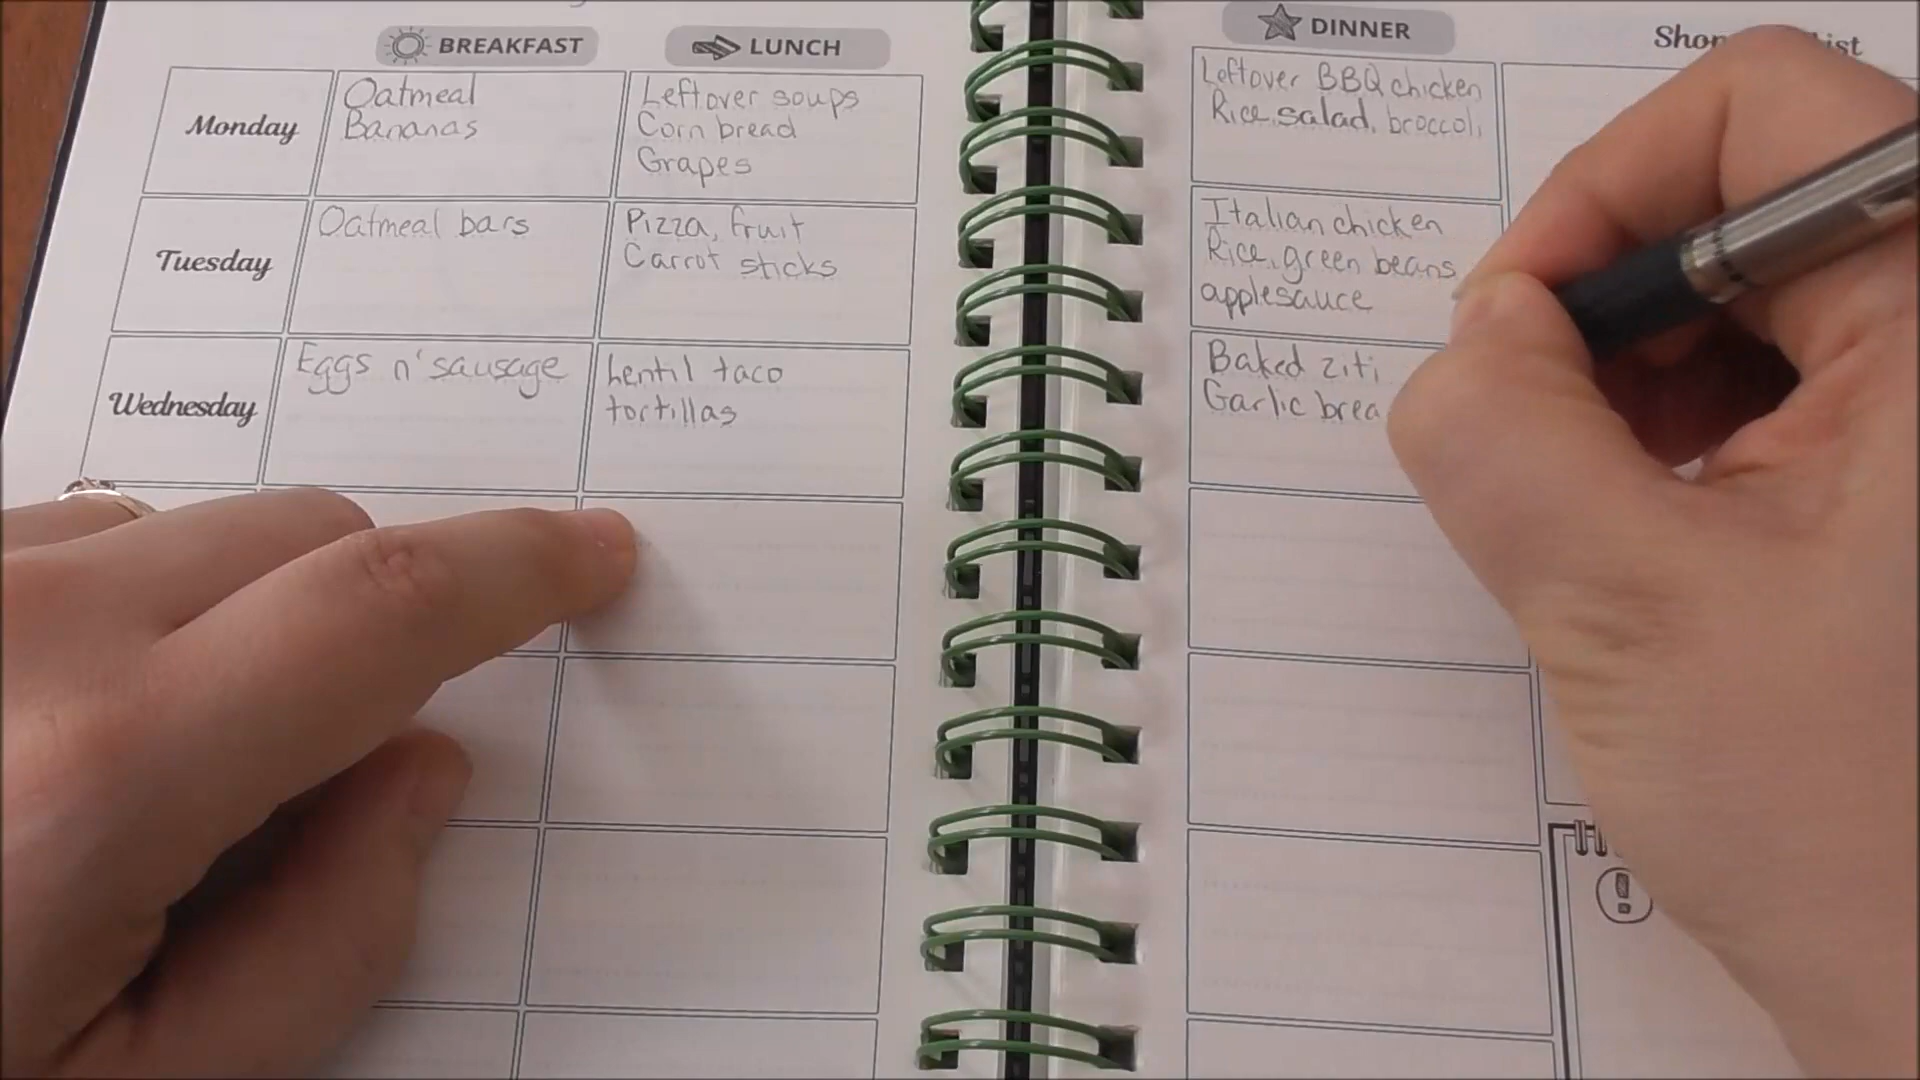 BREAKFAST
LUNCH
DINNER
Monday
Oatmeal
Bananas
Leftover soups
Corn bread
Grapes
Leftover BBQ chicken
Rice, salad, broccoli
Tuesday
Oatmeal bars
Pizza, fruit
Carrot sticks
Italian chicken
Rice, green beans
applesauce
Wednesday
Eggs n' sausage
Lentil taco
tortillas
Baked ziti
Garlic brea